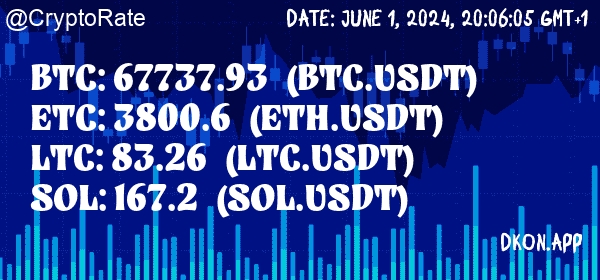 @CryptoRate
DATE: JUNE 1, 2024, 20:06:05 GMT+1
BTC: 67737.93 (BTC.USDT)
ETC: 3800.6 (ETH.USDT)
LTC: 83.26 (LTC.USDT)
SOL: 167.2 (SOL.USDT)
DKON.APP